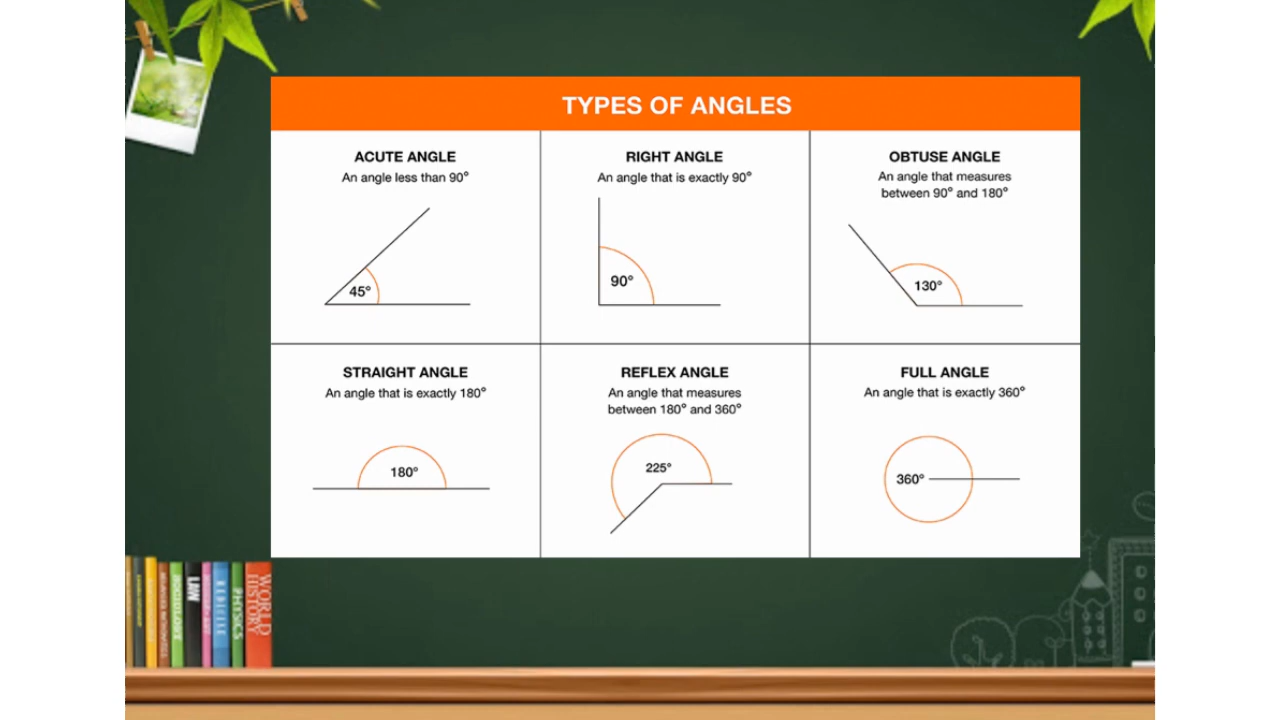 TYPES OF ANGLES
ACUTE ANGLE
An angle less than 90°
45°
RIGHT ANGLE
An angle that is exactly 90°
90°
OBTUSE ANGLE
An angle that measures
between 90° and 180°
130°
STRAIGHT ANGLE
An angle that is exactly 180°
180°
REFLEX ANGLE
An angle that measures
between 180° and 360°
225°
FULL ANGLE
An angle that is exactly 360°
360°
SOCIOLOGY
LAW
MEDICINE
PHYSICS
WORLD
HISTORY